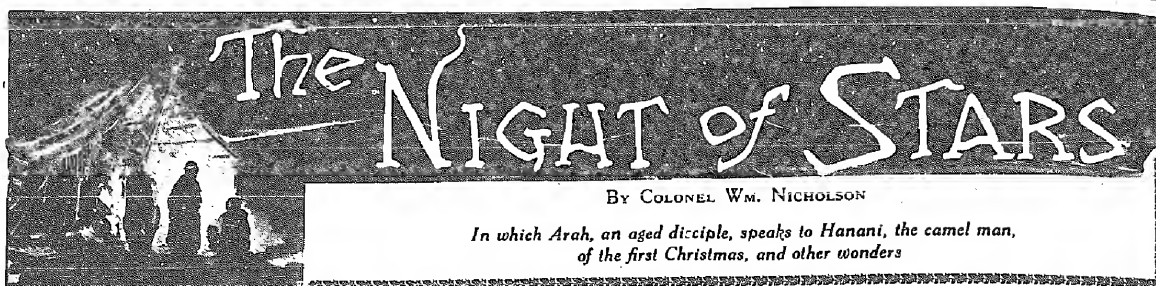 The NIGHT of STARS
BY COLONEL WM. NICHOLSON
In which Arah, an aged disciple, speaks to Hanani, the camel man,
of the first Christmas, and other wonders